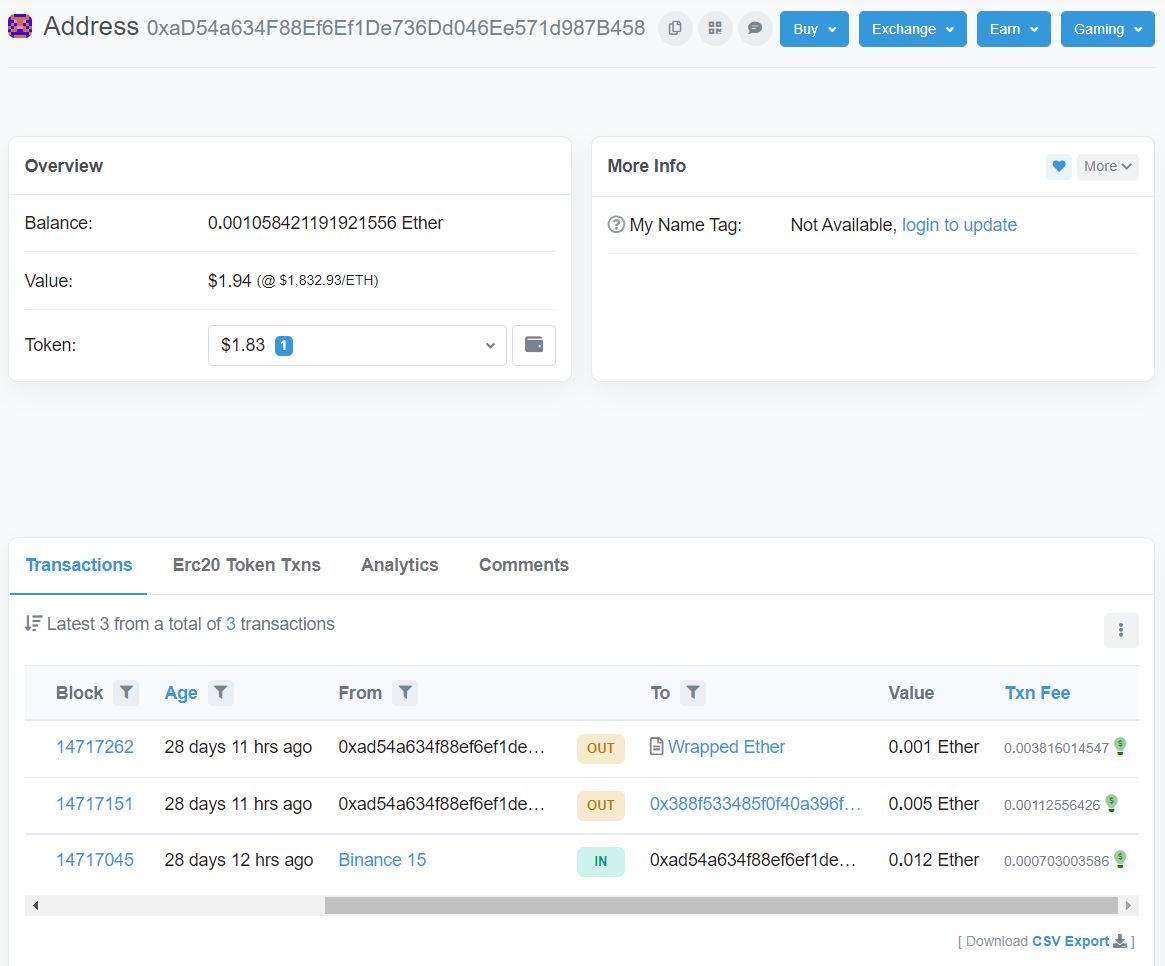 Address 0xaD54a634F88Ef6Ef1De736Dd046Ee571d987B458 Buy Exchange Earn Gaming
Overview
Balance: 0.001058421191921556 Ether
Value: $1.94 (@ $1,832.93/ETH)
Token: $1.83 1
More Info More
My Name Tag: Not Available, login to update
Transactions Erc20 Token Txns Analytics Comments
Latest 3 from a total of 3 transactions
Block Age From To Value Txn Fee
14717262 28 days 11 hrs ago 0xad54a634f88ef6ef1de… OUT Wrapped Ether 0.001 Ether 0.003816014547
14717151 28 days 11 hrs ago 0xad54a634f88ef6ef1de… OUT 0x388f533485f0f40a396f… 0.005 Ether 0.00112556426
14717045 28 days 12 hrs ago Binance 15 IN 0xad54a634f88ef6ef1de… 0.012 Ether 0.000703003586
[ Download CSV Export ]